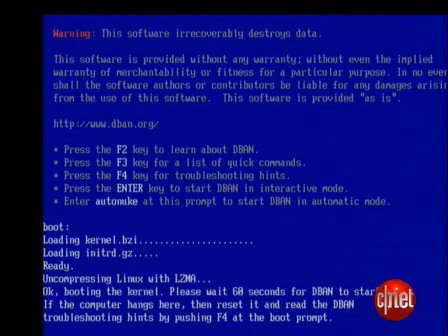 Warning: This software irrecoverably destroys data.
This software is provided without any warranty; without even the implied
warranty of merchantability or fitness for a particular purpose. In no even
shall the software authors or contributors be liable for any damages arisin
from the use of this software. This software is provided "as is".
http://www.dban.org/
* Press the F2 key to learn about DBAN.
* Press the F3 key for a list of quick commands.
* Press the F4 key for troubleshooting hints.
* Press the ENTER key to start DBAN in interactive mode.
* Enter autonuke at this prompt to start DBAN in automatic mode.
boot:
Loading kernel.bzi....................
Loading initrd.gz.....
Ready.
Uncompressing Linux with LZMA...
Ok, booting the kernel. Please wait 60 seconds for DBAN to star
If the computer hangs here, then reset it and read the DBAN
troubleshooting hints by pushing F4 at the boot prompt.
c|net